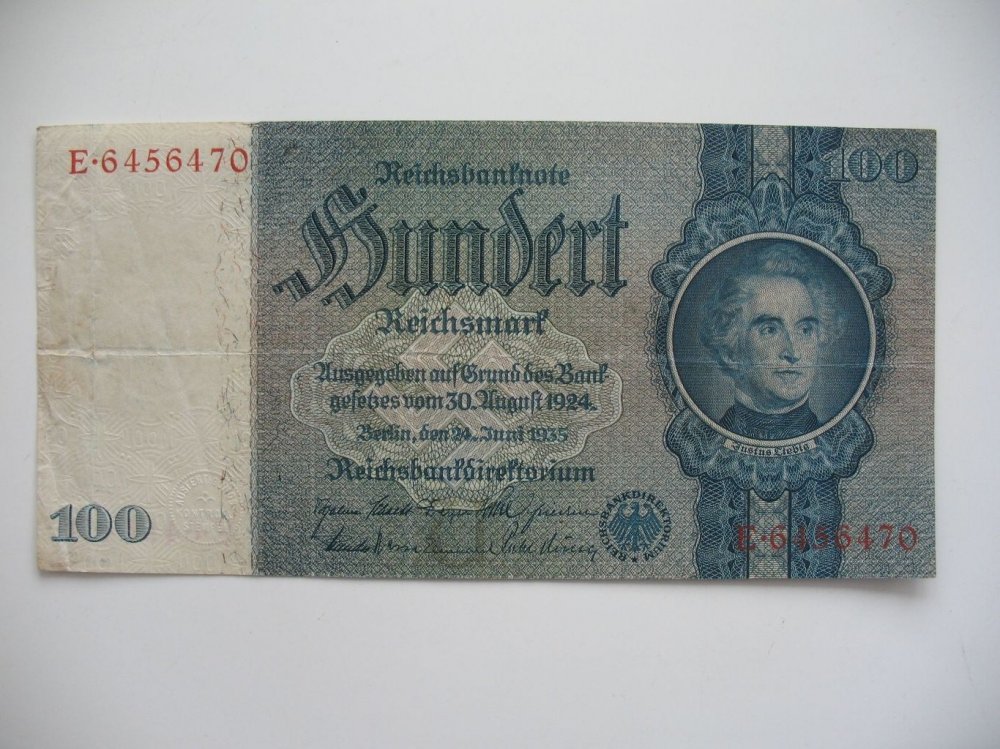 E·6456470
Reichsbanknote
100
Hundert
Reichsmark
Ausgegeben auf Grund des Bank-
gesetzes vom 30. August 1924.
Berlin, den 24. Juni 1935
Reichsbankdirektorium
Justus Liebig
100
REICHSBANKDIREKTORIUM
E·6456470